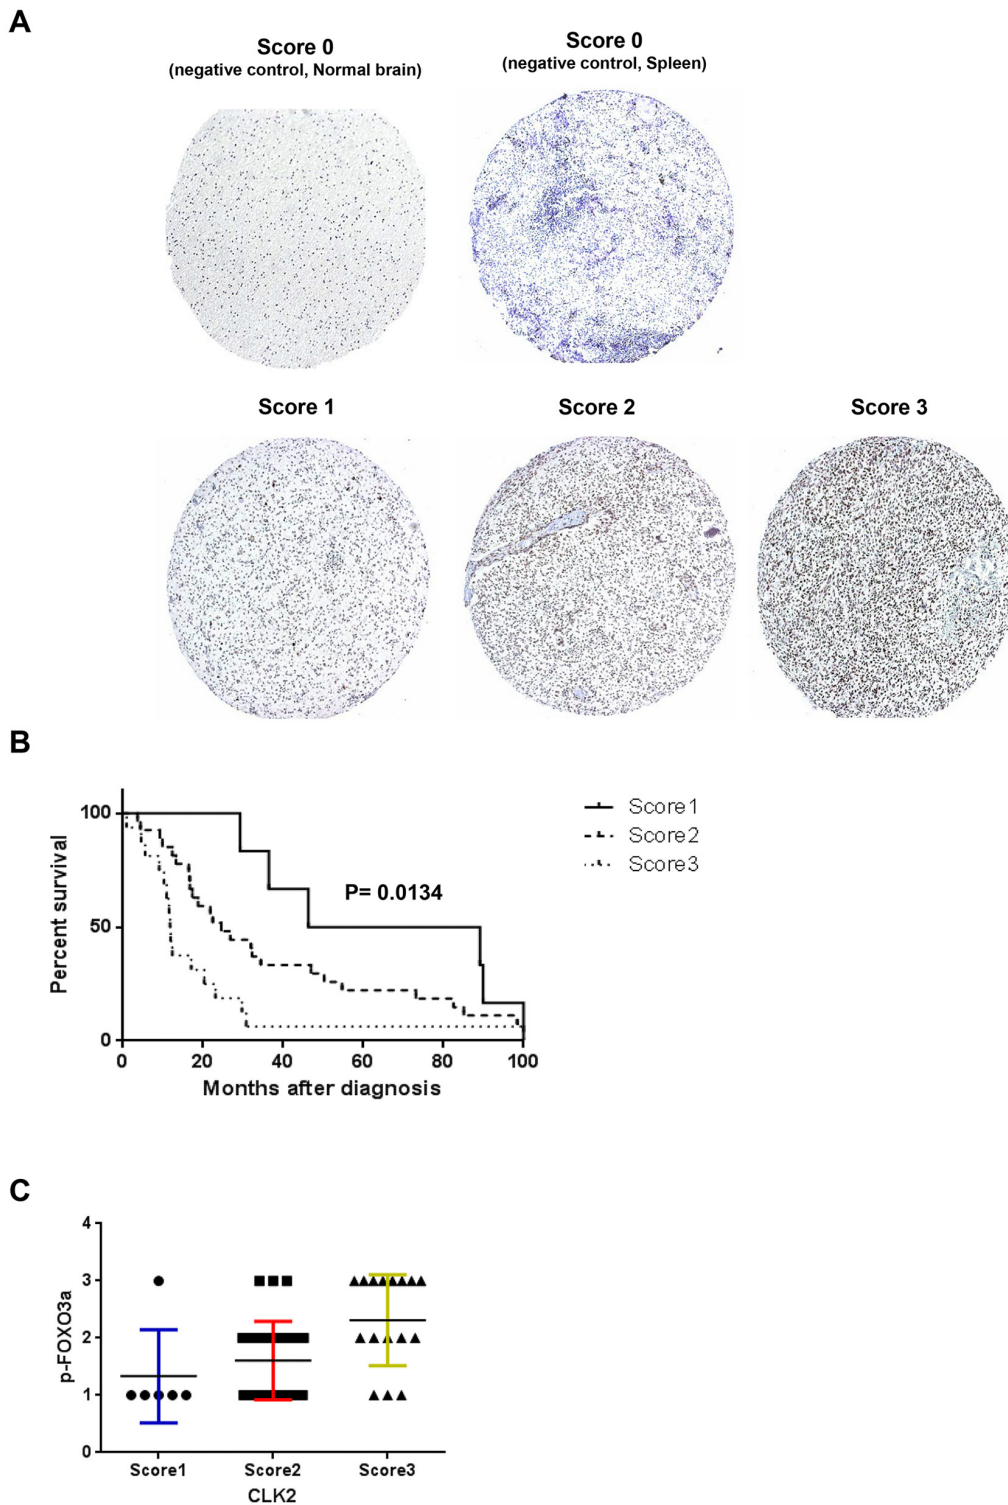 A
Score 0
(negative control, Normal brain)
Score 0
(negative control, Spleen)
Score 1
Score 2
Score 3
B
100
50
0
Percent survival
0 20 40 60 80 100
Months after diagnosis
P= 0.0134
Score1
Score2
Score3
C
4
3
2
1
0
p-FOXO3a
Score1 Score2 Score3
CLK2